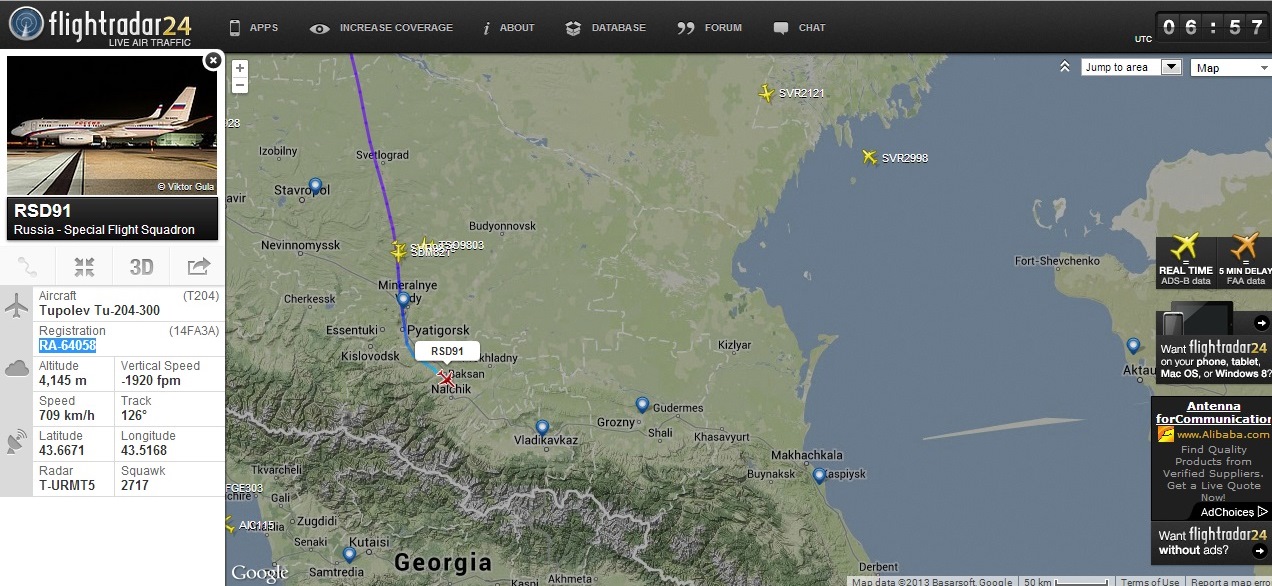 flightradar24
LIVE AIR TRAFFIC
APPS
INCREASE COVERAGE
i ABOUT
DATABASE
FORUM
CHAT
UTC
06:57
© Viktor Gula
RSD91
Russia - Special Flight Squadron
3D
Aircraft (T204)
Tupolev Tu-204-300
Registration (14FA3A)
RA-64058
Altitude
4,145 m
Vertical Speed
-1920 fpm
Speed
709 km/h
Track
126°
Latitude
43.6671
Longitude
43.5168
Radar
T-URMT5
Squawk
2717
+
−
Jump to area
Map
SVR2121
28
SVR2998
Izobilny
Svetlograd
Stavropol
avir
Budyonnovsk
Nevinnomyssk
TSO9803
Fort-Shevchenko
Mineralnye
Vody
Cherkessk
Essentuki
Pyatigorsk
Kislovodsk
RSD91
khladny
Baksan
Nalchik
Kizlyar
Aktau
Gudermes
Grozny
Shali
Vladikavkaz
Khasavyurt
Makhachkala
Buynaksk
Kaspiysk
Tkvarcheli
FGE303
chire
Gali
AIC115
Zugdidi
Senaki
Kutaisi
Samtredia
Georgia
Kaspi
Akhmeta
Derbent
Google
REAL TIME
=
ADS-B data
5 MIN DELAY
=
FAA data
Want flightradar24
on your phone, tablet,
Mac OS, or Windows 8?
Antenna
forCommunication
www.Alibaba.com
Find Quality
Products from
Verified Suppliers.
Get a Live Quote
Now!
AdChoices
Want flightradar24
without ads?
Map data ©2013 Basarsoft, Google
50 km
Terms of Use
Report a map error